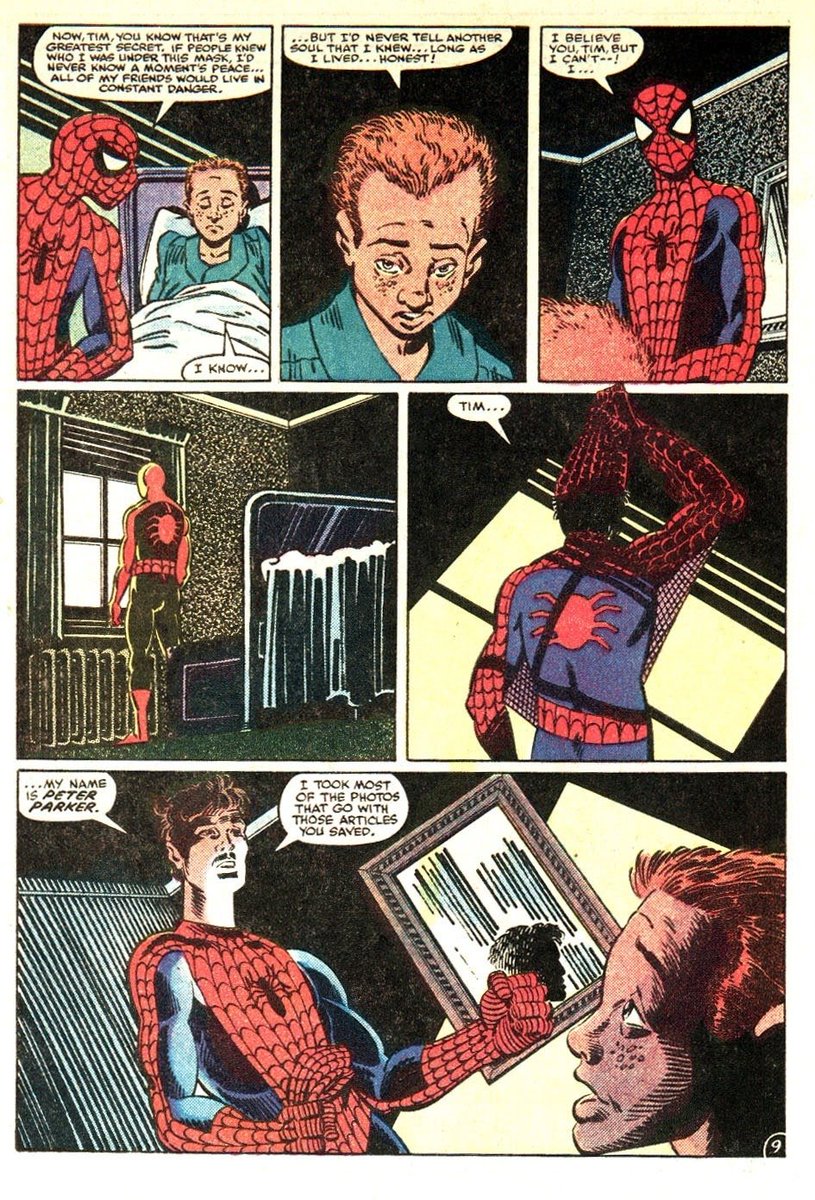 NOW, TIM, YOU KNOW THAT'S MY
GREATEST SECRET. IF PEOPLE KNEW
WHO I WAS UNDER THIS MASK, I'D
NEVER KNOW A MOMENT'S PEACE...
ALL OF MY FRIENDS WOULD LIVE IN
CONSTANT DANGER.
I KNOW...
...BUT I'D NEVER TELL ANOTHER
SOUL THAT I KNEW...LONG AS
I LIVED...HONEST!
I BELIEVE
YOU, TIM, BUT
I CAN'T--!
I...
TIM...
...MY NAME
IS PETER
PARKER.
I TOOK MOST
OF THE PHOTOS
THAT GO WITH
THOSE ARTICLES
YOU SAVED.
9